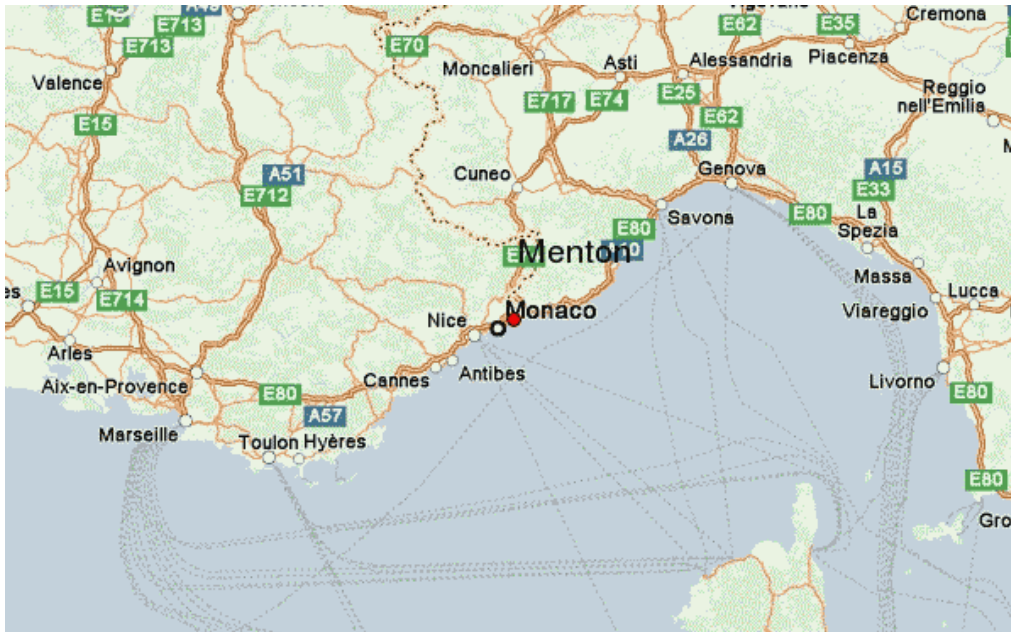 E15
E713
E713
Valence
E15
A51
E712
Avignon
E15
E714
Arles
Aix-en-Provence
Marseille
E80
A57
Toulon
Hyères
E70
Moncalieri
Asti
Alessandria
E62
E35
Cremona
Piacenza
Reggio
nell'Emilia
E717
E74
E25
E62
A26
Genova
A15
E33
Cuneo
Savona
E80
E80
La
Spezia
Massa
Viareggio
Lucca
Menton
Monaco
Nice
Cannes
Antibes
Livorno
E80
E80
Gro